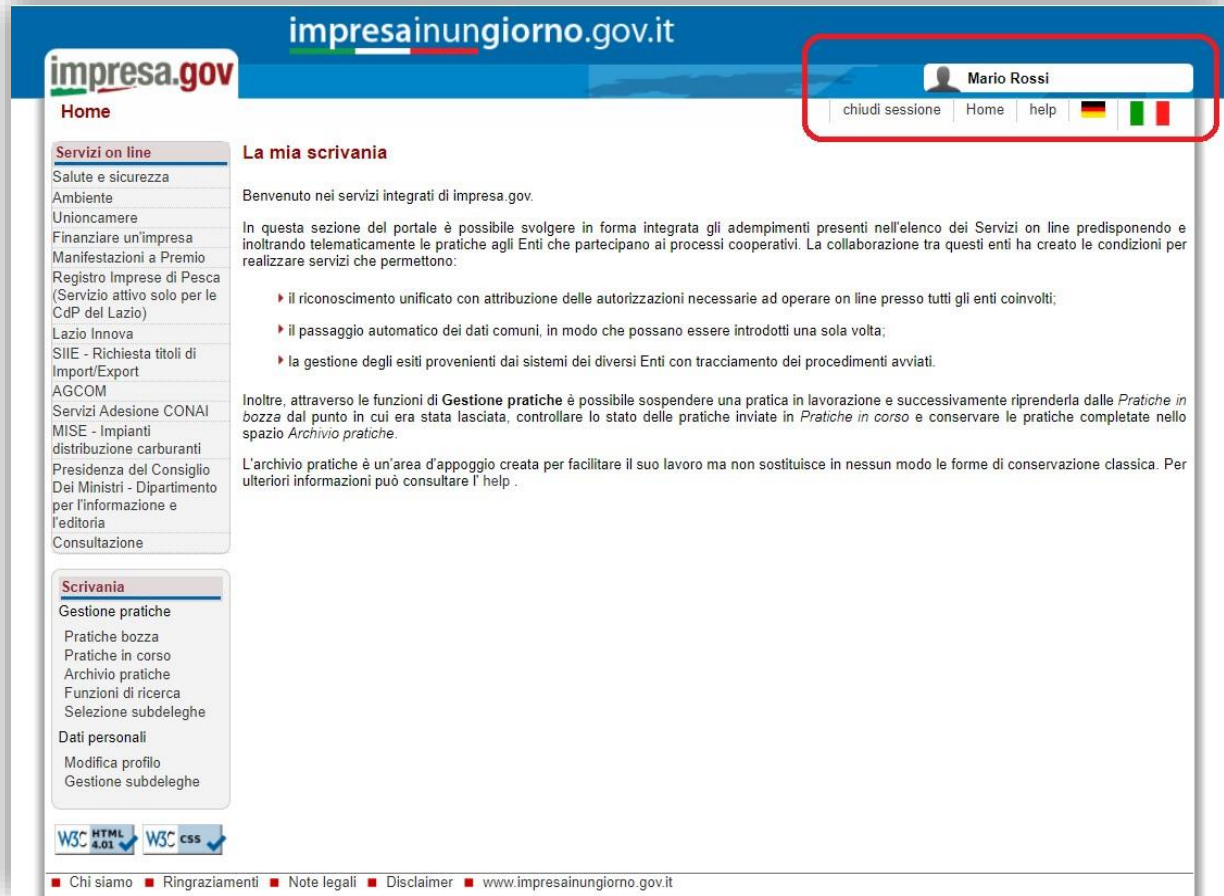 impresainungiorno.gov.it
impresa.gov
Mario Rossi
Home
chiudi sessione
Home
help
Servizi on line
Salute e sicurezza
Ambiente
Unioncamere
Finanziare un'impresa
Manifestazioni a Premio
Registro Imprese di Pesca
(Servizio attivo solo per le
CdP del Lazio)
Lazio Innova
SIIE - Richiesta titoli di
Import/Export
AGCOM
Servizi Adesione CONAI
MISE - Impianti
distribuzione carburanti
Presidenza del Consiglio
Dei Ministri - Dipartimento
per l'informazione e
l'editoria
Consultazione
Scrivania
Gestione pratiche
Pratiche bozza
Pratiche in corso
Archivio pratiche
Funzioni di ricerca
Selezione subdeleghe
Dati personali
Modifica profilo
Gestione subdeleghe
W3C HTML 4.01
W3C css
La mia scrivania
Benvenuto nei servizi integrati di impresa.gov.
In questa sezione del portale è possibile svolgere in forma integrata gli adempimenti presenti nell'elenco dei Servizi on line predisponendo e
inoltrando telematicamente le pratiche agli Enti che partecipano ai processi cooperativi. La collaborazione tra questi enti ha creato le condizioni per
realizzare servizi che permettono:
il riconoscimento unificato con attribuzione delle autorizzazioni necessarie ad operare on line presso tutti gli enti coinvolti;
il passaggio automatico dei dati comuni, in modo che possano essere introdotti una sola volta;
la gestione degli esiti provenienti dai sistemi dei diversi Enti con tracciamento dei procedimenti avviati.
Inoltre, attraverso le funzioni di Gestione pratiche è possibile sospendere una pratica in lavorazione e successivamente riprenderla dalle Pratiche in
bozza dal punto in cui era stata lasciata, controllare lo stato delle pratiche inviate in Pratiche in corso e conservare le pratiche completate nello
spazio Archivio pratiche.
L'archivio pratiche è un'area d'appoggio creata per facilitare il suo lavoro ma non sostituisce in nessun modo le forme di conservazione classica. Per
ulteriori informazioni può consultare l' help .
Chi siamo
Ringraziamenti
Note legali
Disclaimer
www.impresainungiorno.gov.it